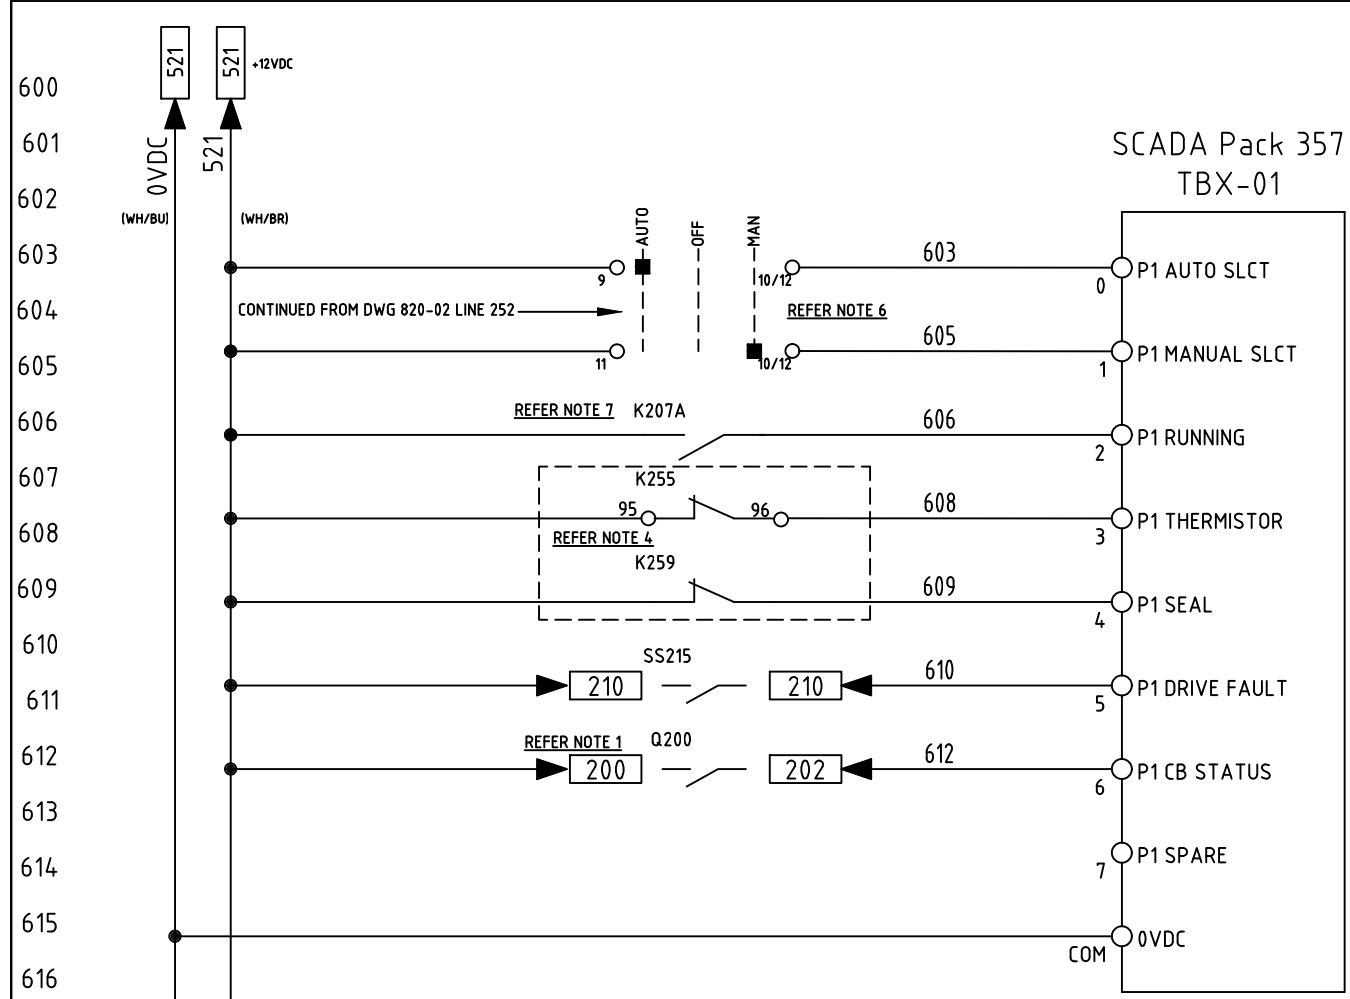 521
521 +12VDC
600
601
0VDC
521
SCADA Pack 357
TBX-01
602
(WH/BU)
(WH/BR)
AUTO
OFF
MAN
603
9
10/12
603
0
P1 AUTO SLCT
604
CONTINUED FROM DWG 820-02 LINE 252
REFER NOTE 6
605
11
10/12
605
1
P1 MANUAL SLCT
606
REFER NOTE 7 K207A
606
2
P1 RUNNING
607
K255
608
95
96
608
3
P1 THERMISTOR
REFER NOTE 4
K259
609
609
4
P1 SEAL
610
SS215
611
210
210
610
5
P1 DRIVE FAULT
612
REFER NOTE 1 Q200
200
202
612
6
P1 CB STATUS
613
614
7
P1 SPARE
615
COM
0VDC
616